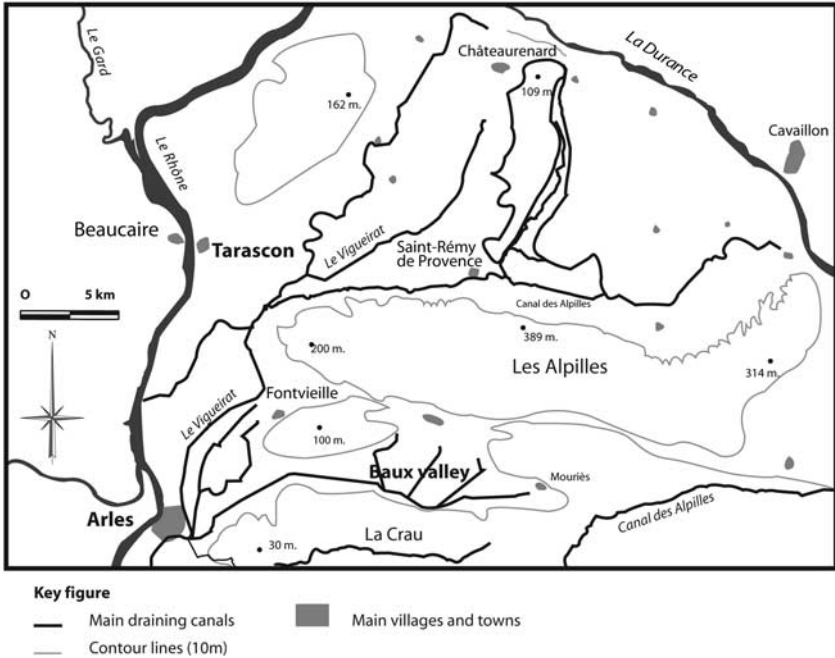 Le Gard
Châteaurenard
La Durance
109 m.
162 m.
Le Rhône
Cavaillon
Beaucaire
Tarascon
Le Vigueirat
Saint-Rémy
de Provence
O 5 km
Canal des Alpilles
N
200 m.
389 m.
Les Alpilles
314 m.
Fontvieille
Le Vigueirat
100 m.
Baux valley
Mouriès
Arles
La Crau
Canal des Alpilles
30 m.
Key figure
Main draining canals
Main villages and towns
Contour lines (10m)